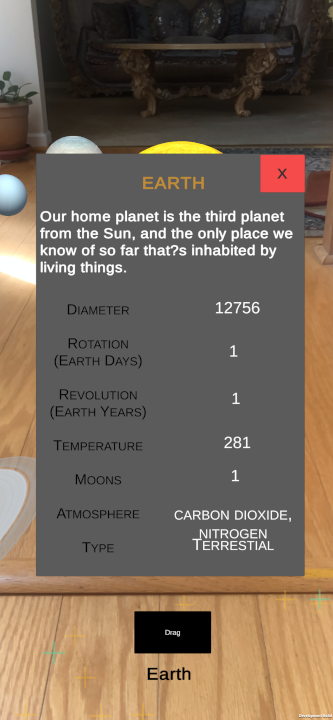 X
EARTH
Our home planet is the third planet
from the Sun, and the only place we
know of so far that?s inhabited by
living things.
DIAMETER 12756
ROTATION
(EARTH DAYS) 1
REVOLUTION
(EARTH YEARS) 1
TEMPERATURE 281
MOONS 1
ATMOSPHERE CARBON DIOXIDE,
NITROGEN
TYPE TERRESTIAL
Drag
Earth
Development Build